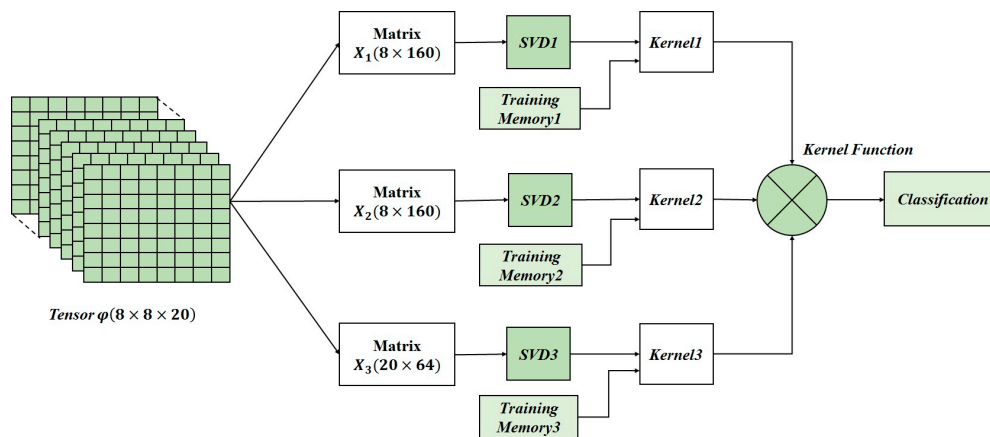 Matrix
X₁(8 × 160)
SVD1
Kernel1
Training
Memory1
Kernel Function
Matrix
X₂(8 × 160)
SVD2
Kernel2
Classification
Training
Memory2
Tensor φ(8 × 8 × 20)
Matrix
X₃(20 × 64)
SVD3
Kernel3
Training
Memory3